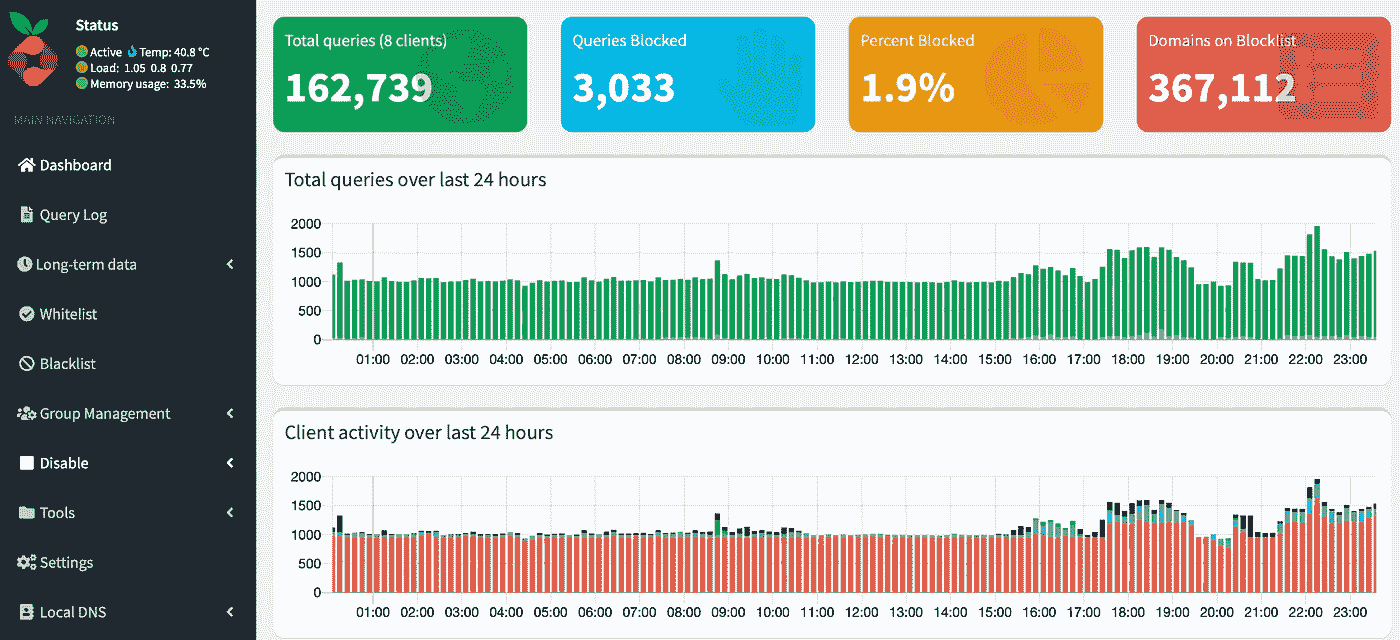 Status
Active Temp: 40.8 °C
Load: 1.05 0.8 0.77
Memory usage: 33.5%
MAIN NAVIGATION
Dashboard
Query Log
Long-term data
Whitelist
Blacklist
Group Management
Disable
Tools
Settings
Local DNS
Total queries (8 clients)
162,739
Queries Blocked
3,033
Percent Blocked
1.9%
Domains on Blocklist
367,112
Total queries over last 24 hours
2000
1500
1000
500
0
01:00 02:00 03:00 04:00 05:00 06:00 07:00 08:00 09:00 10:00 11:00 12:00 13:00 14:00 15:00 16:00 17:00 18:00 19:00 20:00 21:00 22:00 23:00
Client activity over last 24 hours
2000
1500
1000
500
0
01:00 02:00 03:00 04:00 05:00 06:00 07:00 08:00 09:00 10:00 11:00 12:00 13:00 14:00 15:00 16:00 17:00 18:00 19:00 20:00 21:00 22:00 23:00